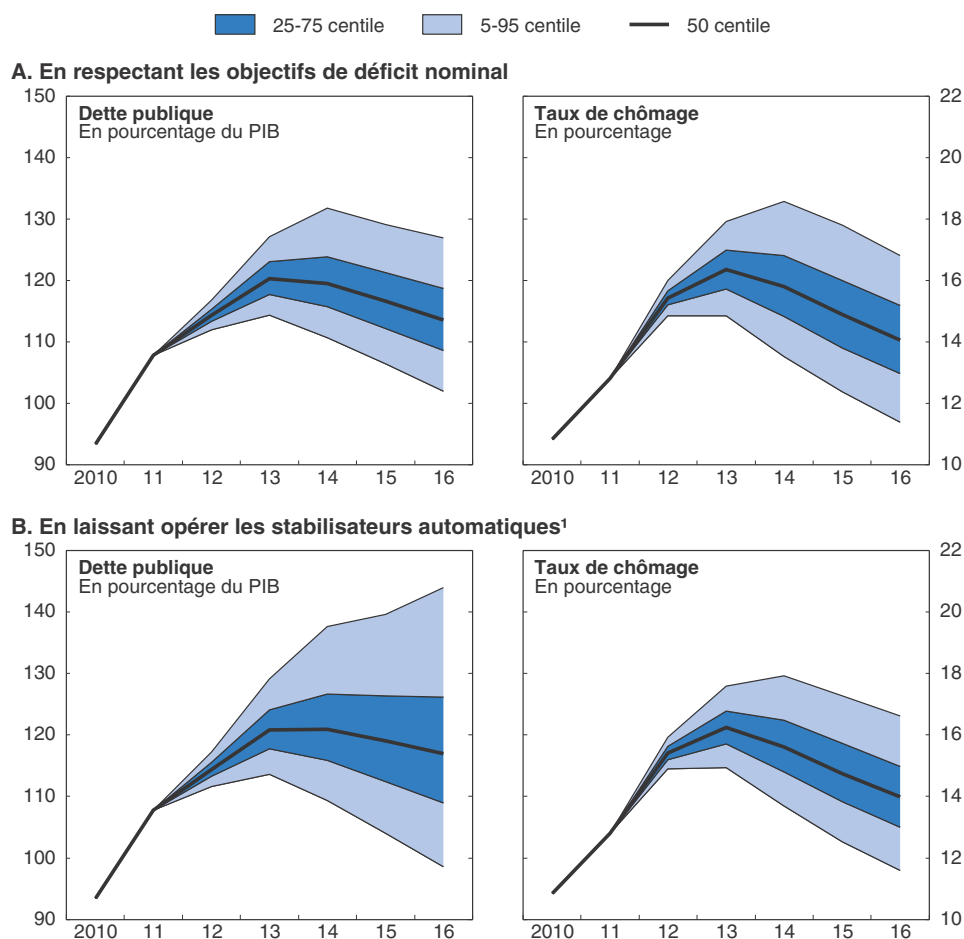 25-75 centile 5-95 centile 50 centile
A. En respectant les objectifs de déficit nominal
150
Dette publique
En pourcentage du PIB
140
130
120
110
100
90
2010 11 12 13 14 15 16
22
Taux de chômage
En pourcentage
20
18
16
14
12
10
2010 11 12 13 14 15 16
B. En laissant opérer les stabilisateurs automatiques¹
150
Dette publique
En pourcentage du PIB
140
130
120
110
100
90
2010 11 12 13 14 15 16
22
Taux de chômage
En pourcentage
20
18
16
14
12
10
2010 11 12 13 14 15 16